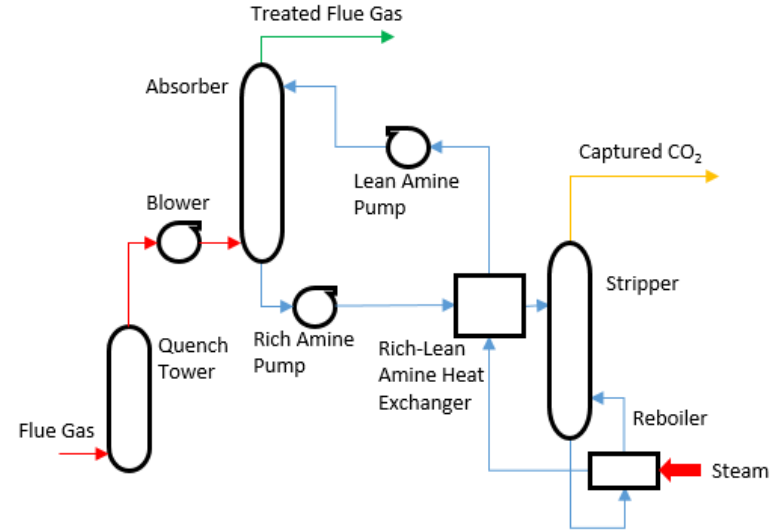 Treated Flue Gas
Absorber
Captured CO₂
Lean Amine
Pump
Blower
Stripper
Rich Amine
Pump
Quench
Tower
Rich-Lean
Amine Heat
Exchanger
Reboiler
Flue Gas
Steam